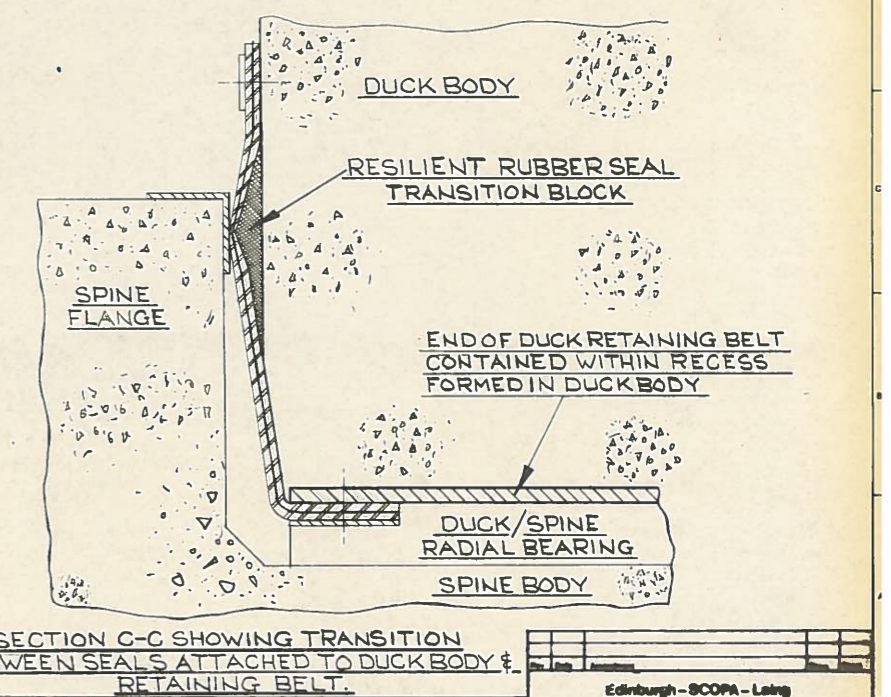 DUCK BODY
RESILIENT RUBBER SEAL
TRANSITION BLOCK
SPINE
FLANGE
END OF DUCK RETAINING BELT
CONTAINED WITHIN RECESS
FORMED IN DUCK BODY
DUCK/SPINE
RADIAL BEARING
SPINE BODY
SECTION C-C SHOWING TRANSITION
WEEN SEALS ATTACHED TO DUCK BODY &
RETAINING BELT.
Edinburgh - SCOPA - Laing
C